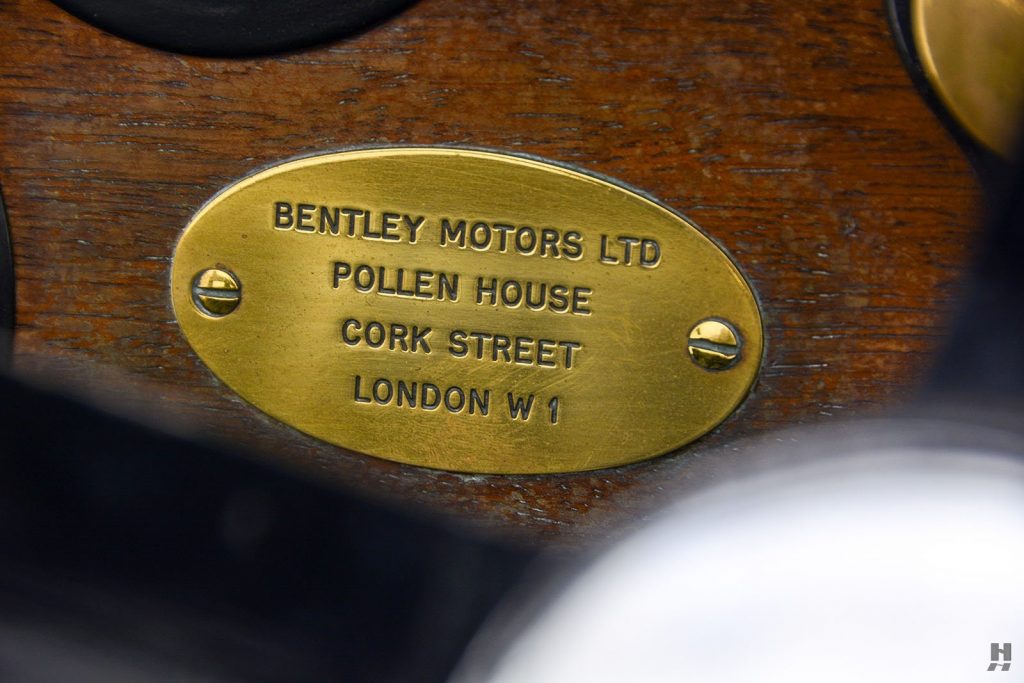 BENTLEY MOTORS LTD
POLLEN HOUSE
CORK STREET
LONDON W 1
H